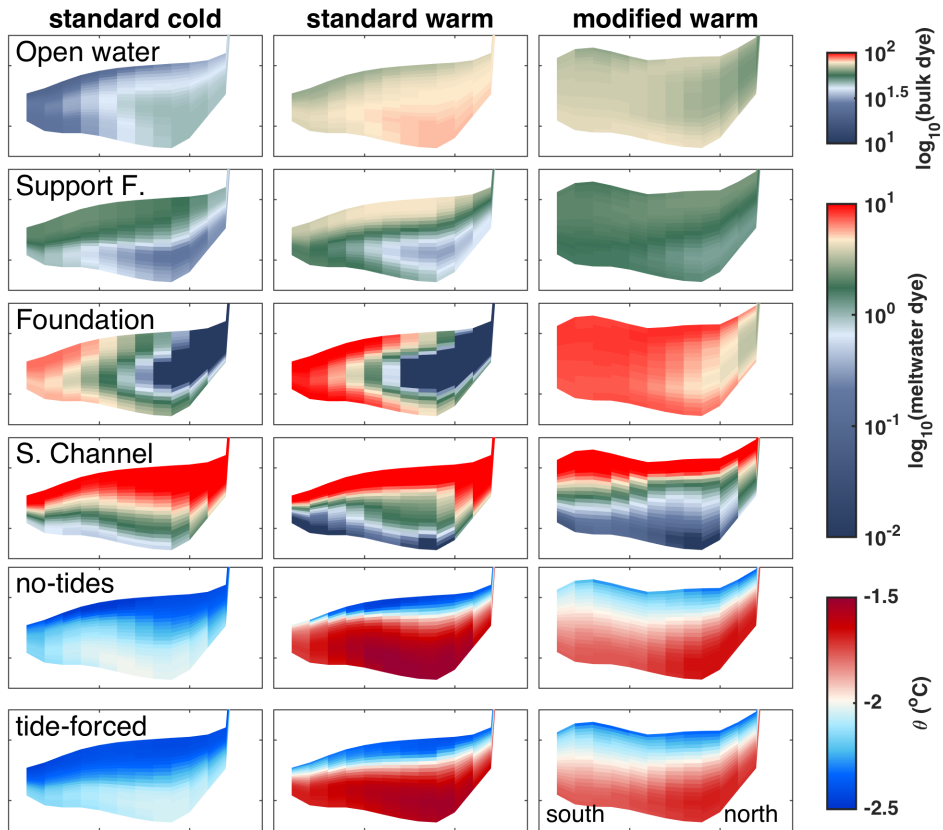 standard cold standard warm modified warm
Open water
Support F.
Foundation
S. Channel
no-tides
tide-forced
south north
10^2
10^1.5
10^1
log_10(bulk dye)
10^1
10^0
10^-1
10^-2
log_10(meltwater dye)
-1.5
-2
-2.5
θ (°C)